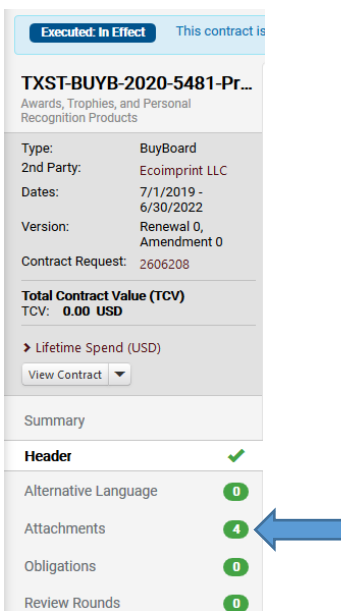 Executed: In Effect This contract is
TXST-BUYB-2020-5481-Pr...
Awards, Trophies, and Personal
Recognition Products
Type: BuyBoard
2nd Party: Ecoimprint LLC
Dates: 7/1/2019 -
6/30/2022
Version: Renewal 0,
Amendment 0
Contract Request: 2606208
Total Contract Value (TCV)
TCV: 0.00 USD
Lifetime Spend (USD)
View Contract
Summary
Header
Alternative Language 0
Attachments 4
Obligations 0
Review Rounds 0